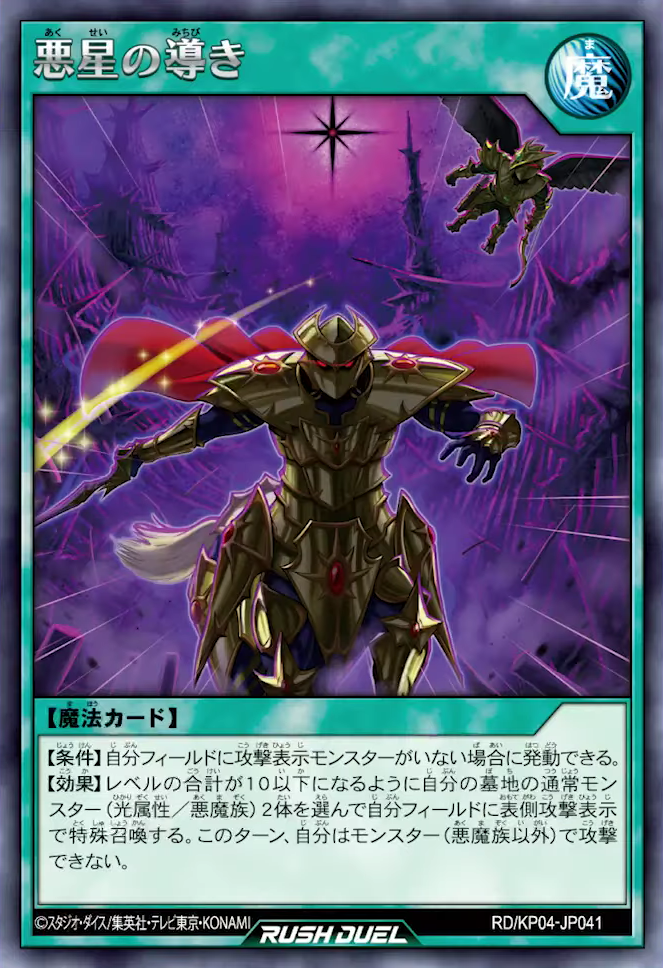 悪星の導き
魔
【魔法カード】
【条件】自分フィールドに攻撃表示モンスターがいない場合に発動できる。
【効果】レベルの合計が10以下になるように自分の墓地の通常モン
スター(光属性/悪魔族)2体を選んで自分フィールドに表側攻撃表示
で特殊召喚する。このターン、自分はモンスター(悪魔族以外)で攻撃
できない。
©スタジオ・ダイス/集英社・テレビ東京・KONAMI
RUSH DUEL
RD/KP04-JP041